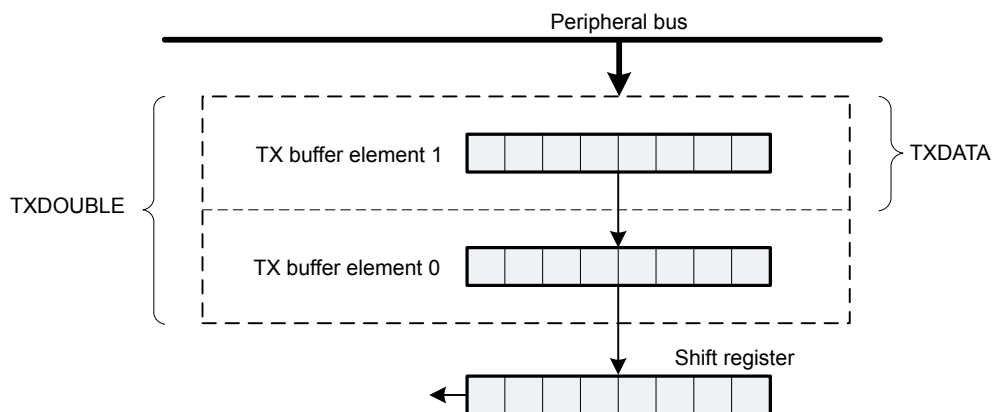 Peripheral bus
TX buffer element 1
TXDATA
TXDOUBLE
TX buffer element 0
Shift register